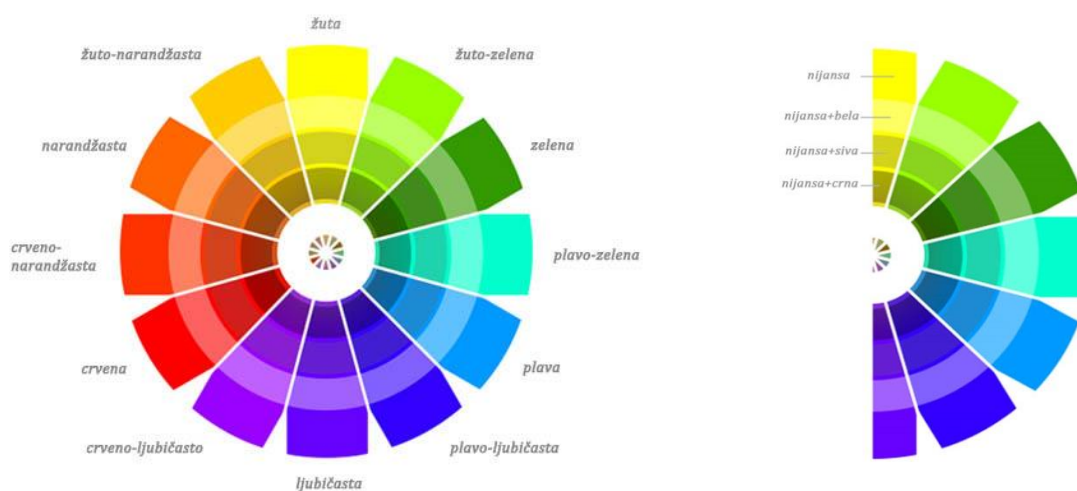 žuta
žuto-narandžasta
žuto-zelena
narandžasta
zelena
crveno-
narandžasta
plavo-zelena
crvena
plava
crveno-ljubičasto
plavo-ljubičasta
ljubičasta
nijansa
nijansa+bela
nijansa+siva
nijansa+crna